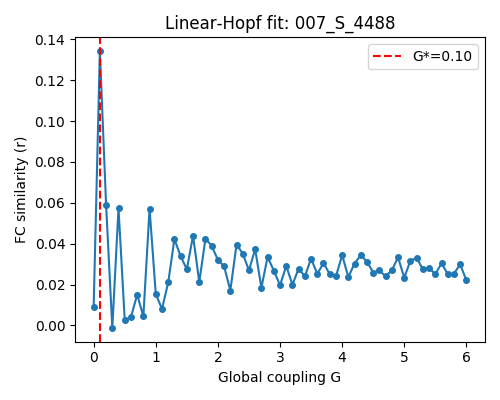 Linear-Hopf fit: 007_S_4488
G*=0.10
FC similarity (r)
0.14
0.12
0.10
0.08
0.06
0.04
0.02
0.00
0 1 2 3 4 5 6
Global coupling G